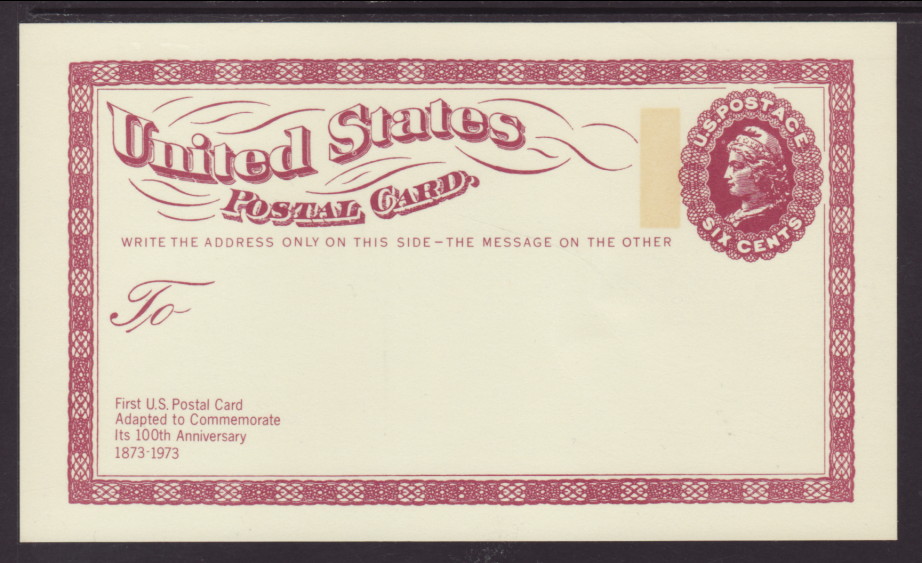 United States
POSTAL CARD,
WRITE THE ADDRESS ONLY ON THIS SIDE—THE MESSAGE ON THE OTHER
U.S. POSTAGE
SIX CENTS
To
First U.S. Postal Card
Adapted to Commemorate
Its 100th Anniversary
1873-1973